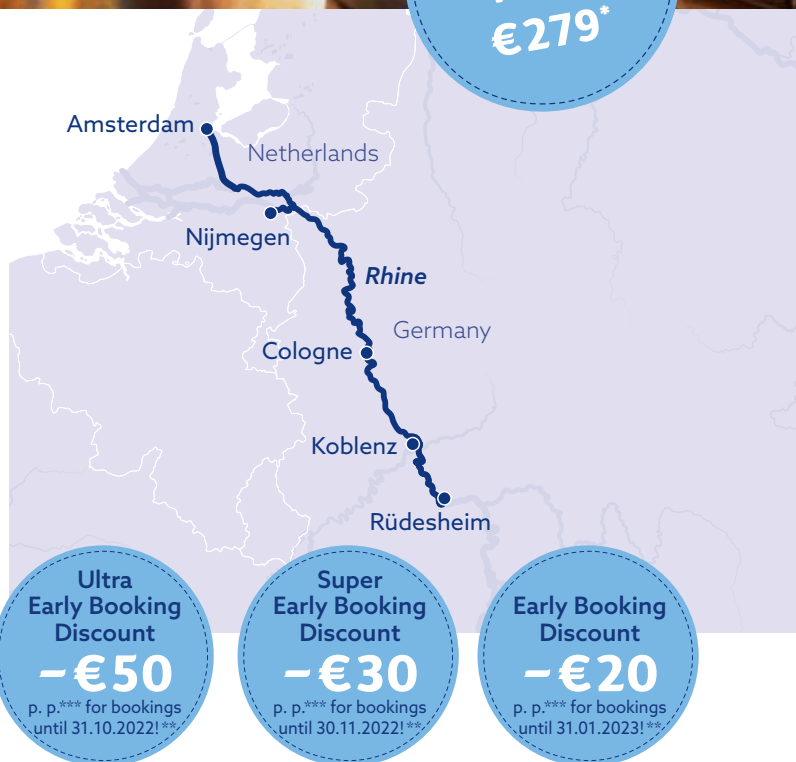 €279*
Amsterdam
Netherlands
Nijmegen
Rhine
Germany
Cologne
Koblenz
Rüdesheim
Ultra
Early Booking
Discount
–€50
p. p.*** for bookings
until 31.10.2022!**
Super
Early Booking
Discount
–€30
p. p.*** for bookings
until 30.11.2022!**
Early Booking
Discount
–€20
p. p.*** for bookings
until 31.01.2023!**